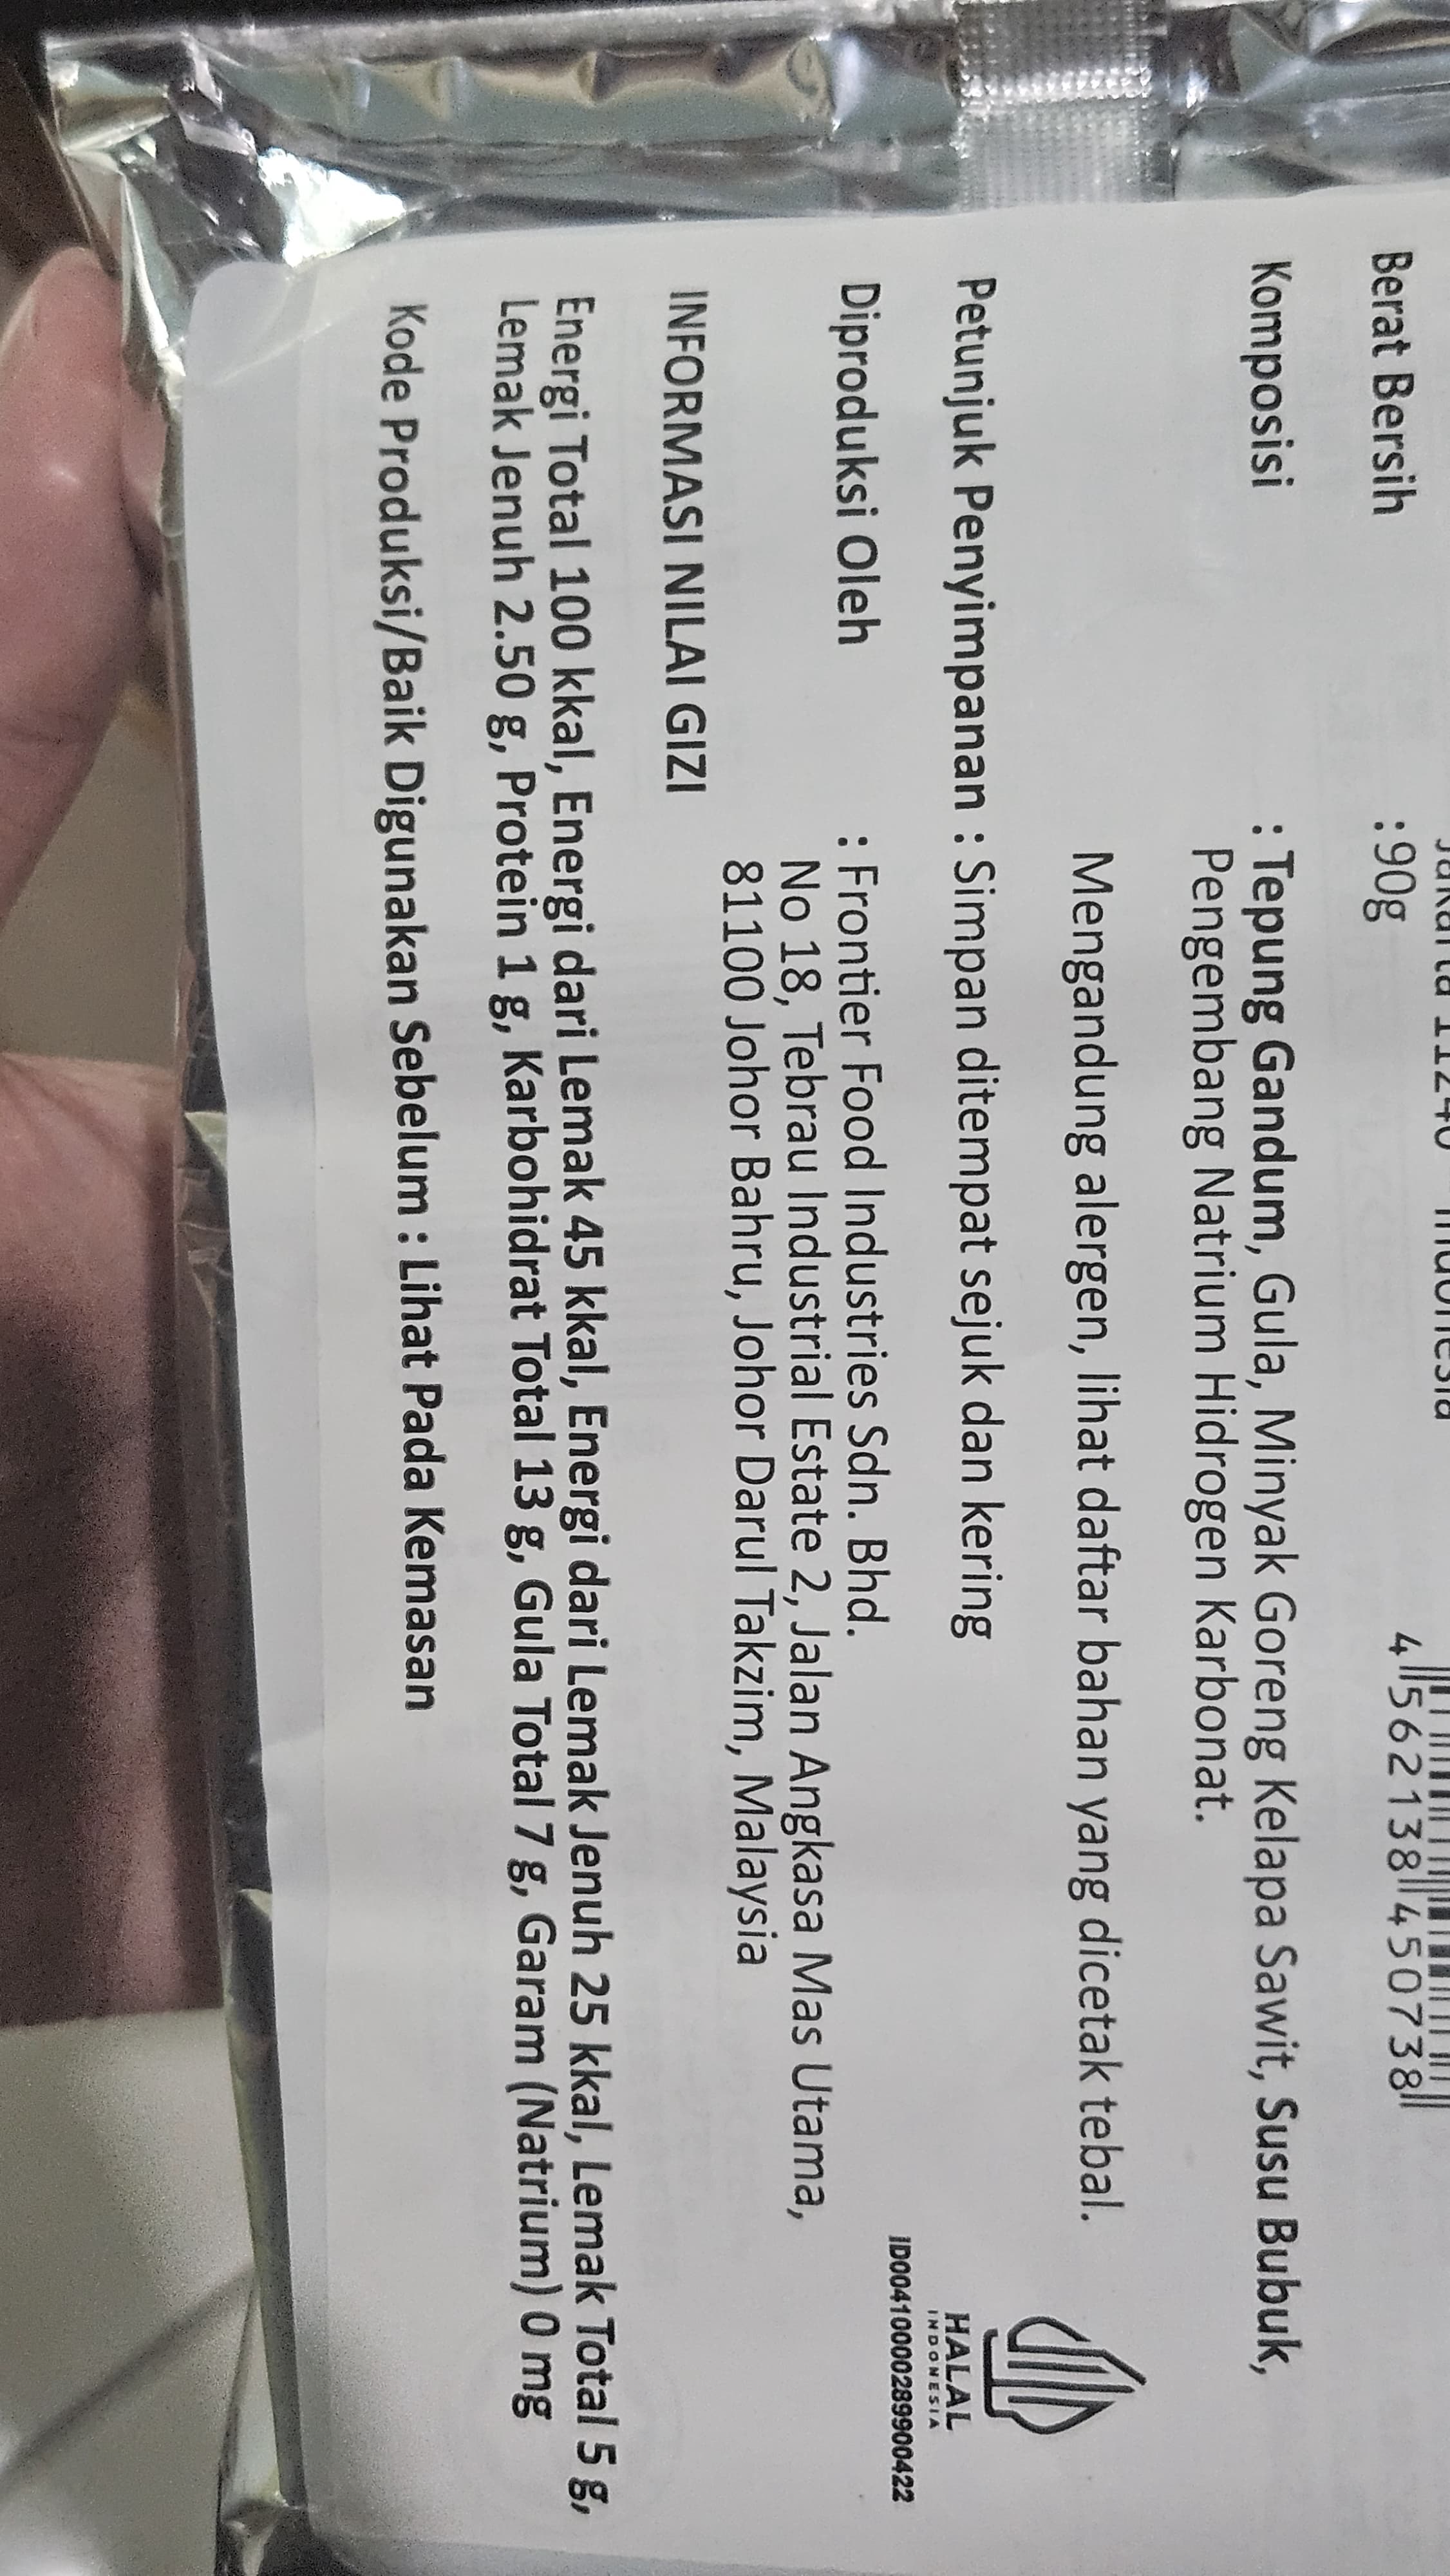 Indonesia
Berat Bersih :90g
4 562138 450738
Komposisi : Tepung Gandum, Gula, Minyak Goreng Kelapa Sawit, Susu Bubuk,
Pengembang Natrium Hidrogen Karbonat.
Mengandung alergen, lihat daftar bahan yang dicetak tebal.
Petunjuk Penyimpanan : Simpan ditempat sejuk dan kering
HALAL
INDONESIA
ID00410000289900422
Diproduksi Oleh : Frontier Food Industries Sdn. Bhd.
No 18, Tebrau Industrial Estate 2, Jalan Angkasa Mas Utama,
81100 Johor Bahru, Johor Darul Takzim, Malaysia
INFORMASI NILAI GIZI
Energi Total 100 kkal, Energi dari Lemak 45 kkal, Energi dari Lemak Jenuh 25 kkal, Lemak Total 5 g,
Lemak Jenuh 2.50 g, Protein 1 g, Karbohidrat Total 13 g, Gula Total 7 g, Garam (Natrium) 0 mg
Kode Produksi/Baik Digunakan Sebelum : Lihat Pada Kemasan